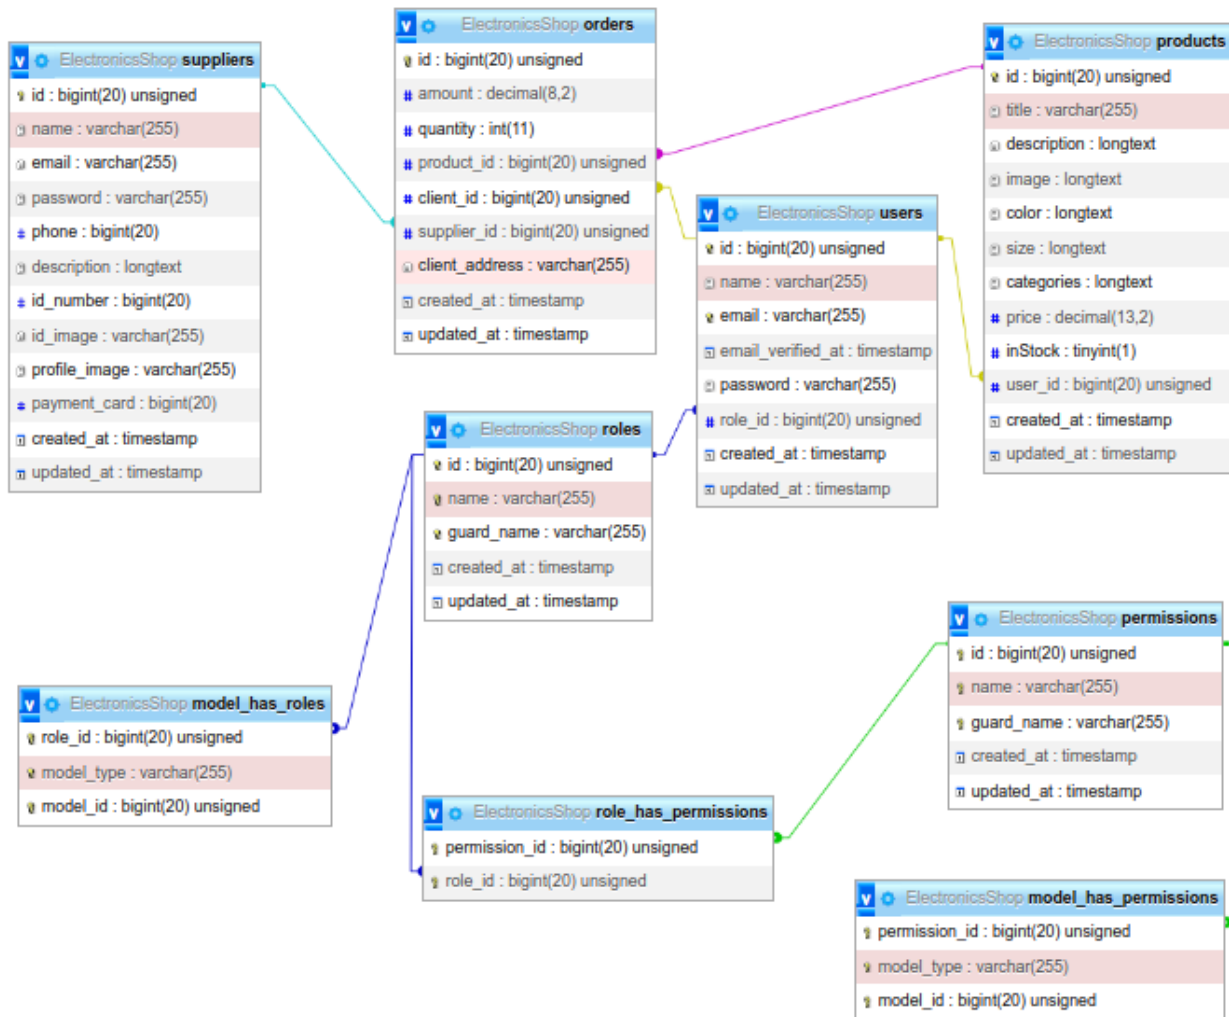 ElectronicsShop suppliers
id : bigint(20) unsigned
name : varchar(255)
email : varchar(255)
password : varchar(255)
phone : bigint(20)
description : longtext
id_number : bigint(20)
id_image : varchar(255)
profile_image : varchar(255)
payment_card : bigint(20)
created_at : timestamp
updated_at : timestamp
ElectronicsShop orders
id : bigint(20) unsigned
amount : decimal(8,2)
quantity : int(11)
product_id : bigint(20) unsigned
client_id : bigint(20) unsigned
supplier_id : bigint(20) unsigned
client_address : varchar(255)
created_at : timestamp
updated_at : timestamp
ElectronicsShop products
id : bigint(20) unsigned
title : varchar(255)
description : longtext
image : longtext
color : longtext
size : longtext
categories : longtext
price : decimal(13,2)
inStock : tinyint(1)
user_id : bigint(20) unsigned
created_at : timestamp
updated_at : timestamp
ElectronicsShop users
id : bigint(20) unsigned
name : varchar(255)
email : varchar(255)
email_verified_at : timestamp
password : varchar(255)
role_id : bigint(20) unsigned
created_at : timestamp
updated_at : timestamp
ElectronicsShop roles
id : bigint(20) unsigned
name : varchar(255)
guard_name : varchar(255)
created_at : timestamp
updated_at : timestamp
ElectronicsShop permissions
id : bigint(20) unsigned
name : varchar(255)
guard_name : varchar(255)
created_at : timestamp
updated_at : timestamp
ElectronicsShop model_has_roles
role_id : bigint(20) unsigned
model_type : varchar(255)
model_id : bigint(20) unsigned
ElectronicsShop role_has_permissions
permission_id : bigint(20) unsigned
role_id : bigint(20) unsigned
ElectronicsShop model_has_permissions
permission_id : bigint(20) unsigned
model_type : varchar(255)
model_id : bigint(20) unsigned